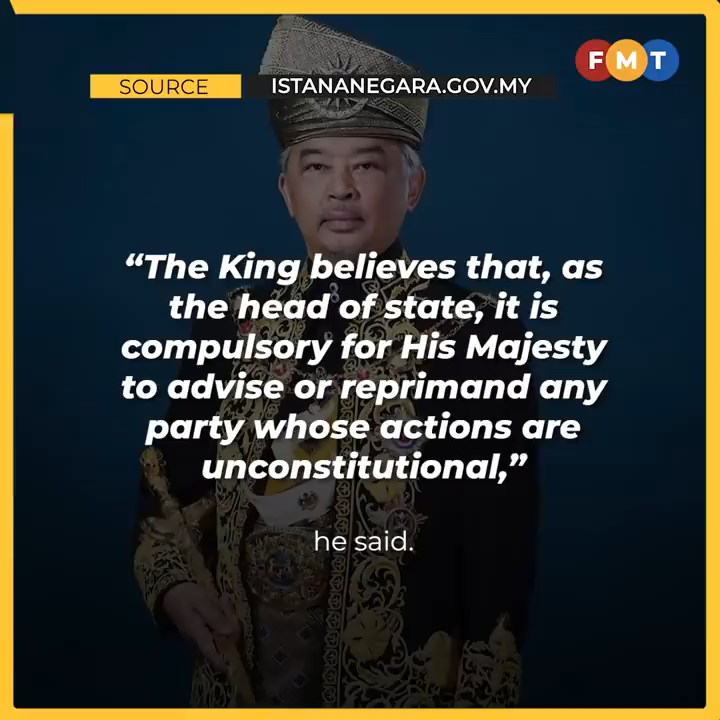 FMT
SOURCE ISTANANEGARA.GOV.MY
“The King believes that, as
the head of state, it is
compulsory for His Majesty
to advise or reprimand any
party whose actions are
unconstitutional,”
he said.